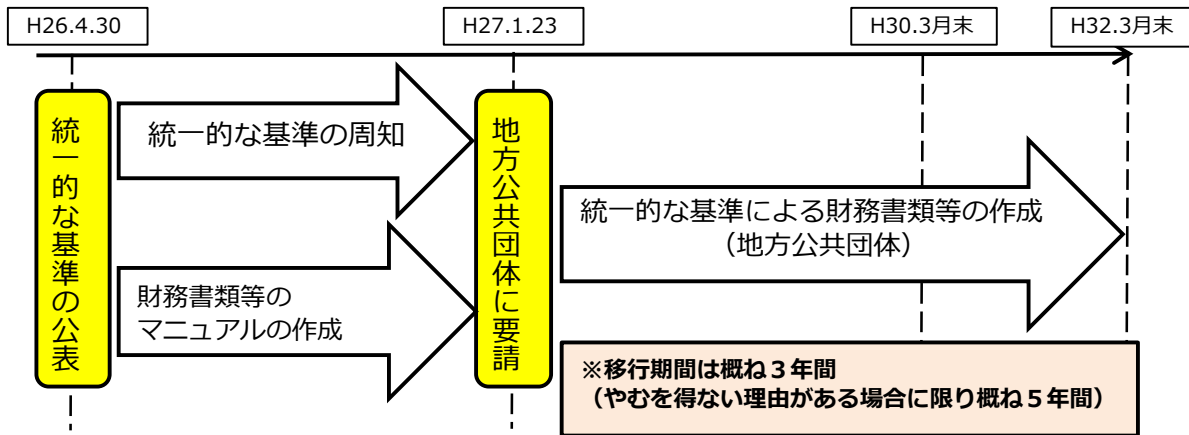 H26.4.30
H27.1.23
H30.3月末
H32.3月末
統一的な基準の公表
統一的な基準の周知
財務書類等の
マニュアルの作成
地方公共団体に要請
統一的な基準による財務書類等の作成
（地方公共団体）
※移行期間は概ね３年間
（やむを得ない理由がある場合に限り概ね５年間）